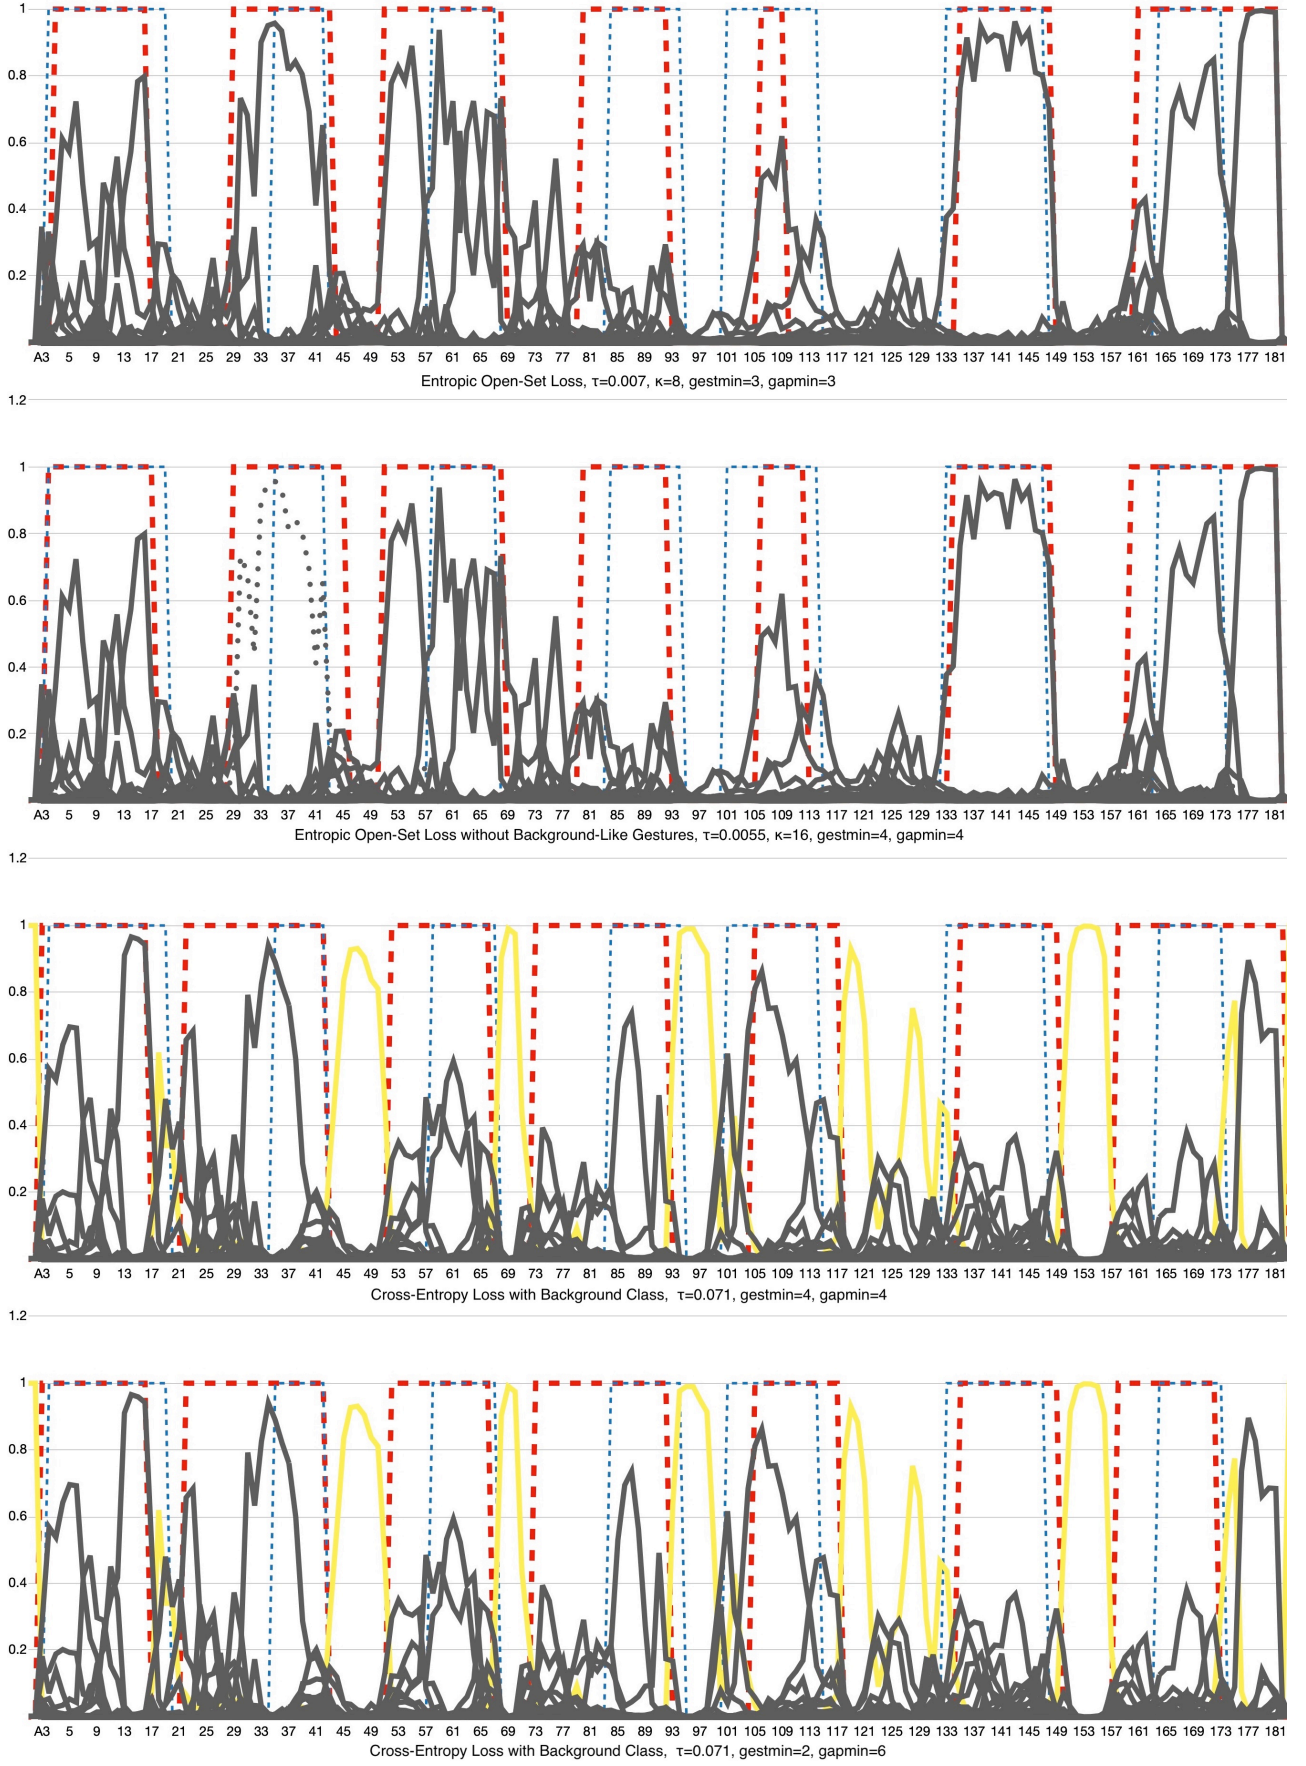 1
0.8
0.6
0.4
0.2
A3 5 9 13 17 21 25 29 33 37 41 45 49 53 57 61 65 69 73 77 81 85 89 93 97 101 105 109 113 117 121 125 129 133 137 141 145 149 153 157 161 165 169 173 177 181
Entropic Open-Set Loss, τ=0.007, κ=8, gestmin=3, gapmin=3
1.2
1
0.8
0.6
0.4
0.2
A3 5 9 13 17 21 25 29 33 37 41 45 49 53 57 61 65 69 73 77 81 85 89 93 97 101 105 109 113 117 121 125 129 133 137 141 145 149 153 157 161 165 169 173 177 181
Entropic Open-Set Loss without Background-Like Gestures, τ=0.0055, κ=16, gestmin=4, gapmin=4
1.2
1
0.8
0.6
0.4
0.2
A3 5 9 13 17 21 25 29 33 37 41 45 49 53 57 61 65 69 73 77 81 85 89 93 97 101 105 109 113 117 121 125 129 133 137 141 145 149 153 157 161 165 169 173 177 181
Cross-Entropy Loss with Background Class, τ=0.071, gestmin=4, gapmin=4
1.2
1
0.8
0.6
0.4
0.2
A3 5 9 13 17 21 25 29 33 37 41 45 49 53 57 61 65 69 73 77 81 85 89 93 97 101 105 109 113 117 121 125 129 133 137 141 145 149 153 157 161 165 169 173 177 181
Cross-Entropy Loss with Background Class, τ=0.071, gestmin=2, gapmin=6